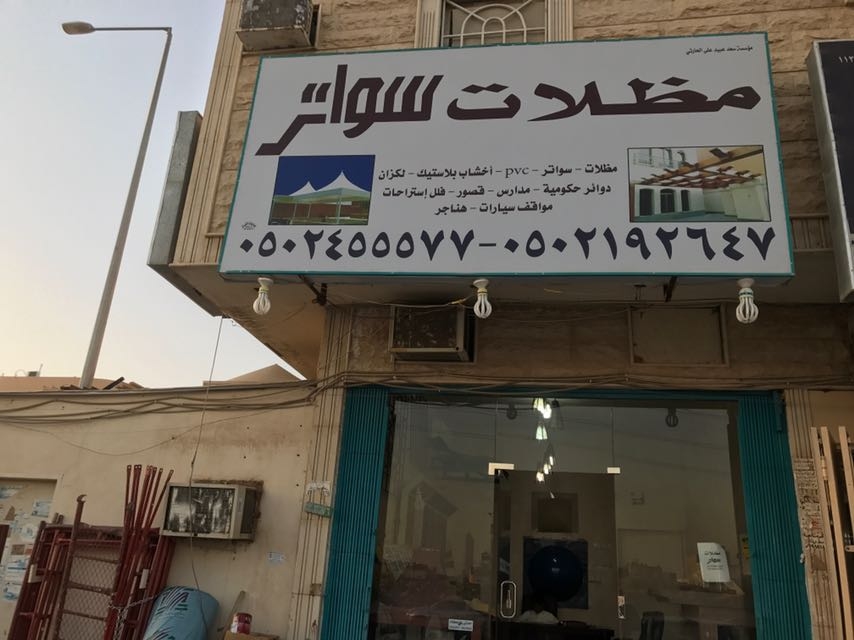 مؤسسة سعد عبيد علي الحارثي
مظلات سواتر
مظلات - سواتر - pvc - أخشاب بلاستيك - لكزان
دوائر حكومية - مدارس - قصور - فلل إستراحات
مواقف سيارات - هناجر
٠٥٠٢٤٥٥٥٧٧-٠٥٠٢١٩٢٦٤٧
١١٣
مظلات
سواتر